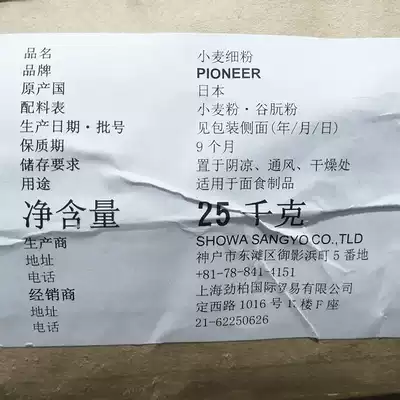 品名 小麦细粉
品牌 PIONEER
原产国 日本
配料表 小麦粉·谷朊粉
生产日期·批号 见包装侧面(年/月/日)
保质期 9个月
储存要求 置于阴凉、通风、干燥处
用途 适用于面食制品
净含量 25千克
生产商 SHOWA SANGYO CO.,TLD
地址 神户市东滩区御影浜町5番地
电话 +81-78-841-4151
经销商 上海劲柏国际贸易有限公司
地址 定西路1016号 楼F座
电话 21-62250626